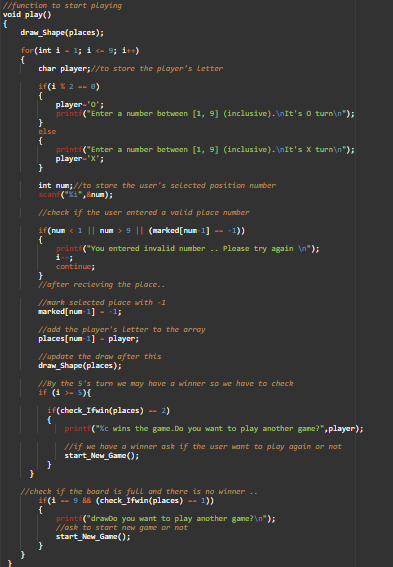 //function to start playing
void play()
{
draw_Shape(places);
for(int i = 1; i <= 9; i++)
{
char player;//to store the player's letter
if(i % 2 == 0)
{
player='O';
printf("Enter a number between [1, 9] (inclusive).\nIt's O turn\n");
}
else
{
printf("Enter a number between [1, 9] (inclusive).\nIt's X turn\n");
player='X';
}
int num;//to store the user's selected position number
scanf("%i",&num);
//check if the user entered a valid place number
if(num < 1 || num > 9 || (marked[num-1] == -1))
{
printf("You entered invalid number .. Please try again \n");
i--;
continue;
}
//after recieving the place..
//mark selected place with -1
marked[num-1] = -1;
//add the player's letter to the array
places[num-1] = player;
//update the draw after this
draw_Shape(places);
//By the 5's turn we may have a winner so we have to check
if (i >= 5){
if(check_Ifwin(places) == 2)
{
printf("%c wins the game.Do you want to play another game?",player);
//if we have a winner ask if the user want to play again or not
start_New_Game();
}
}
//check if the board is full and there is no winner ..
if(i == 9 && (check_Ifwin(places) == 1))
{
printf("drawDo you want to play another game?\n");
//ask to start new game or not
start_New_Game();
}
}
}